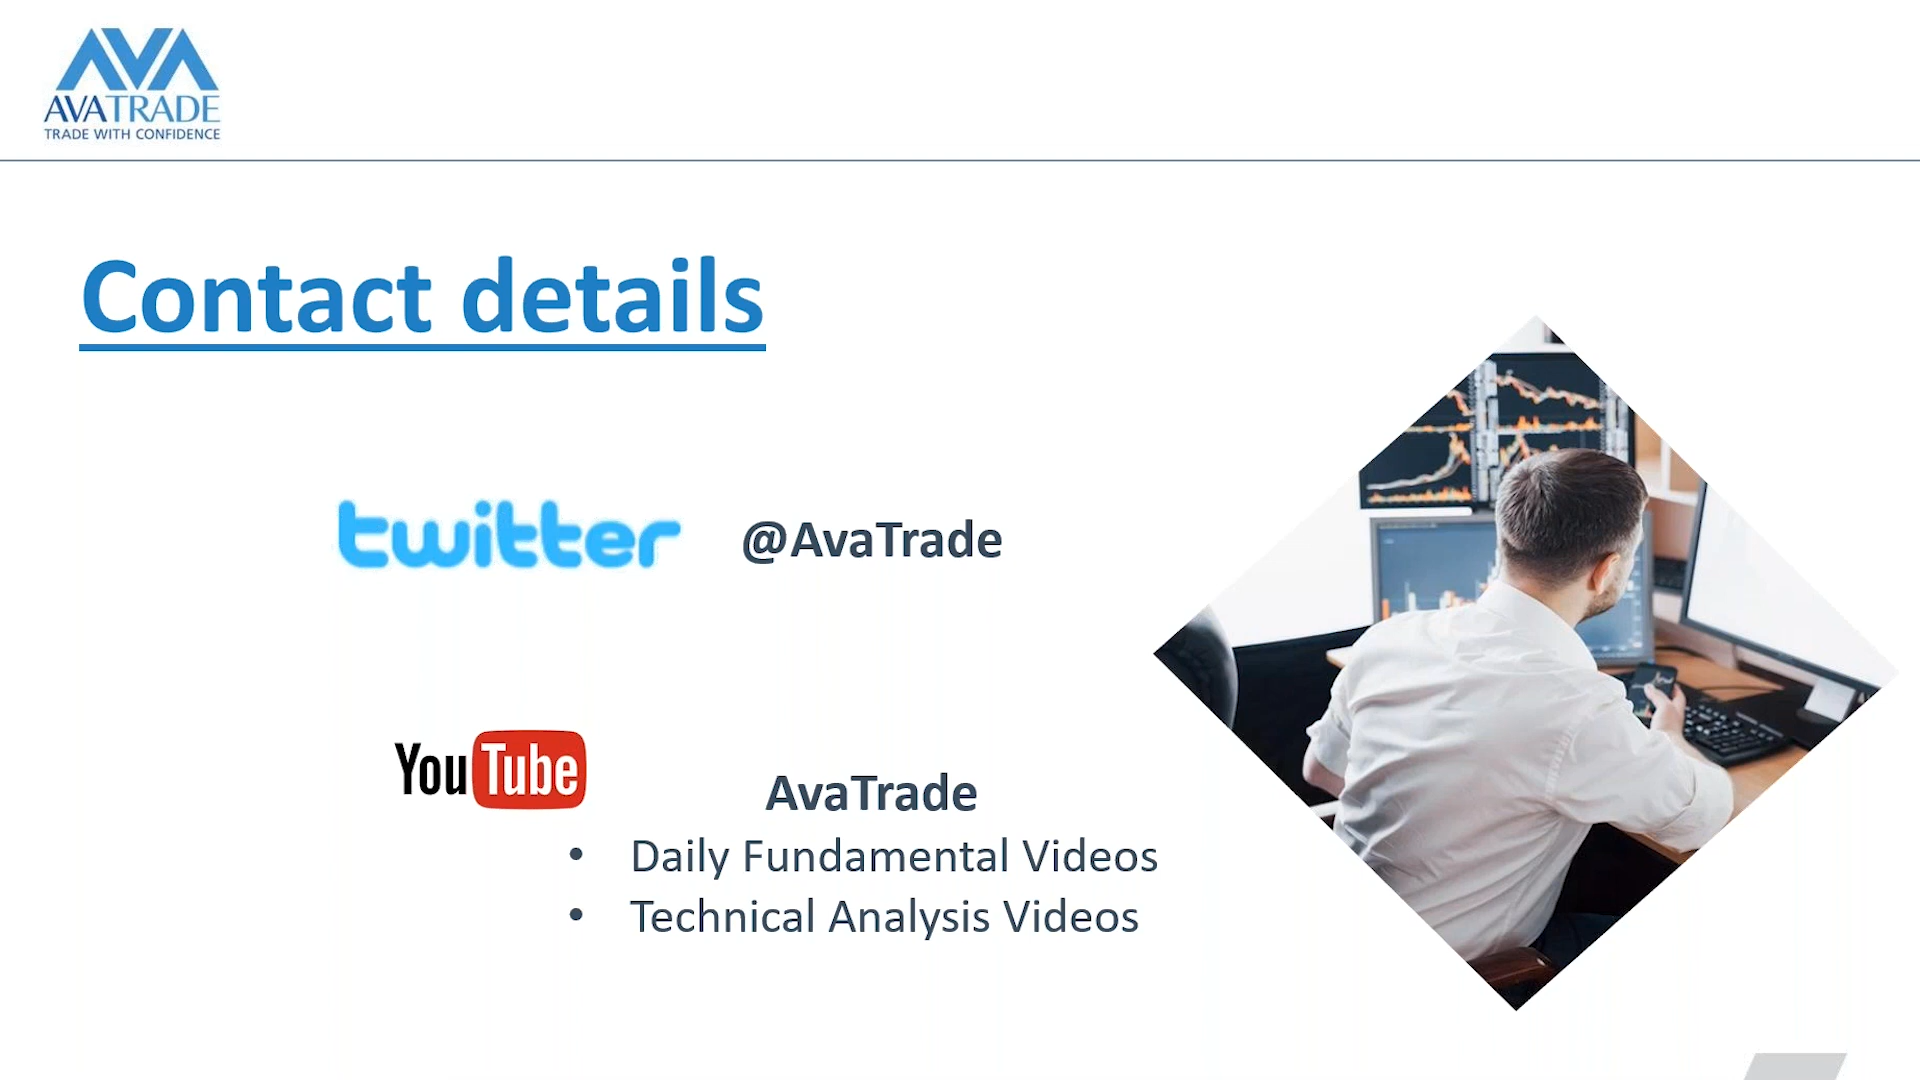 AVATRADE
TRADE WITH CONFIDENCE
Contact details
twitter @AvaTrade
YouTube
AvaTrade
• Daily Fundamental Videos
• Technical Analysis Videos